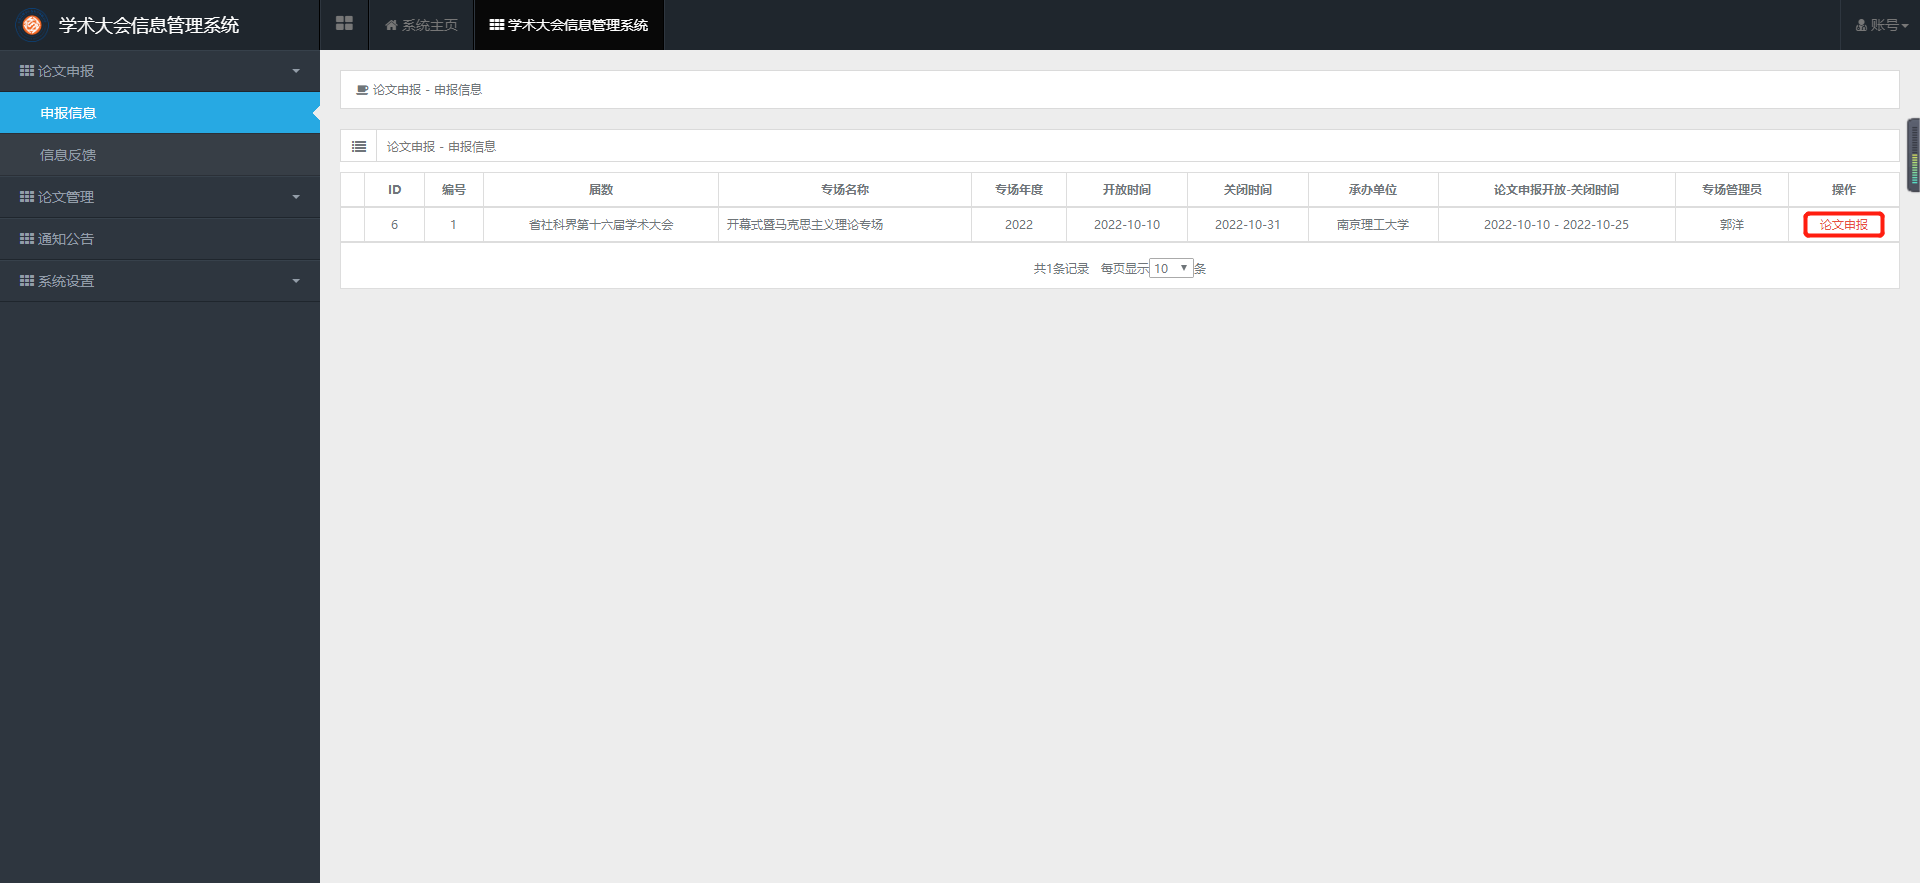 学术大会信息管理系统
系统主页
学术大会信息管理系统
账号
论文申报
申报信息
信息反馈
论文管理
通知公告
系统设置
论文申报 - 申报信息
论文申报 - 申报信息
ID 编号 届数 专场名称 专场年度 开放时间 关闭时间 承办单位 论文申报开放-关闭时间 专场管理员 操作
6 1 省社科界第十六届学术大会 开幕式暨马克思主义理论专场 2022 2022-10-10 2022-10-31 南京理工大学 2022-10-10 - 2022-10-25 郭洋 论文申报
共1条记录 每页显示 10 条